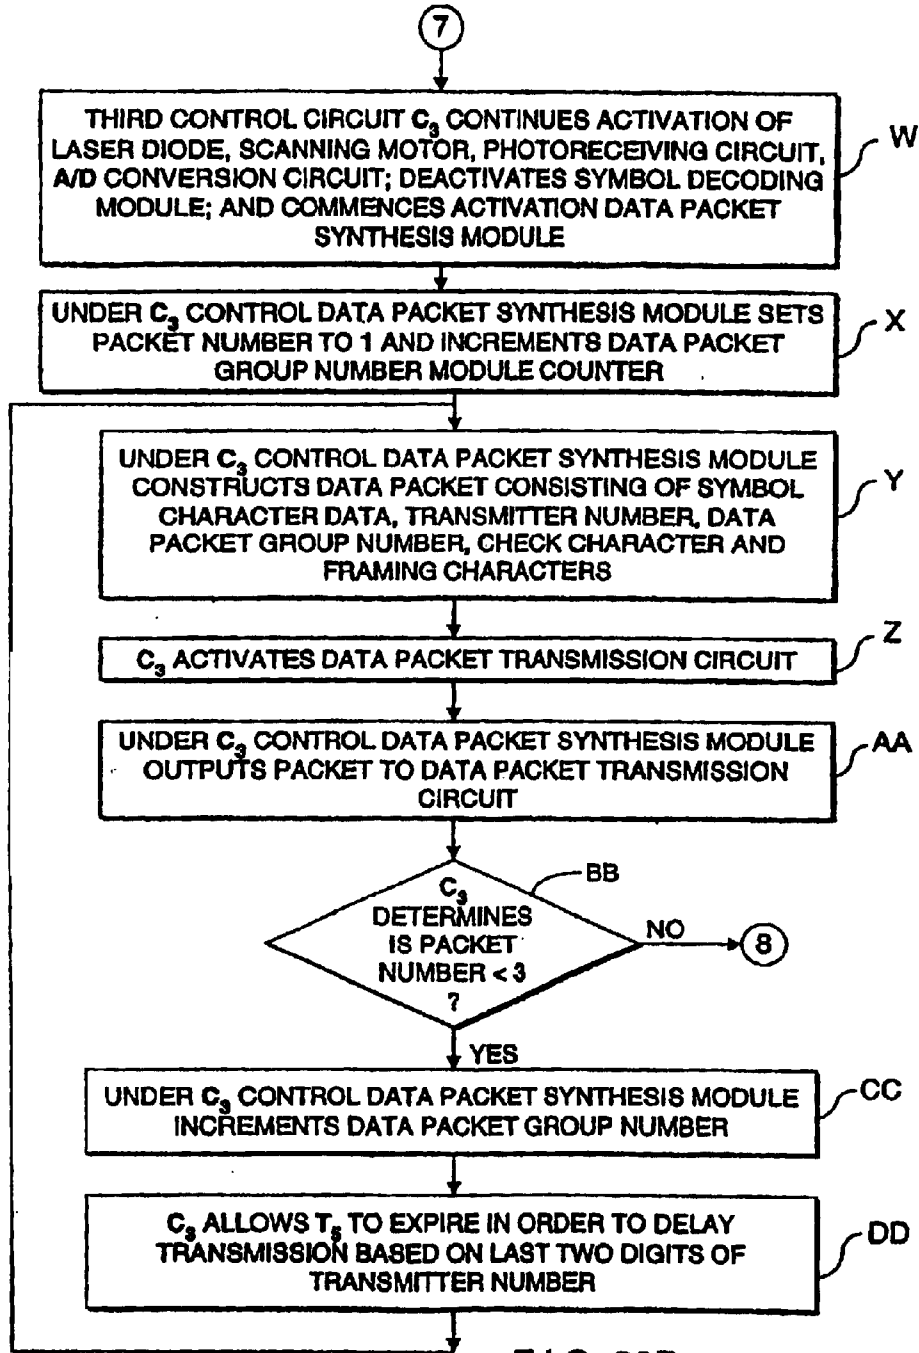 7
THIRD CONTROL CIRCUIT C₃ CONTINUES ACTIVATION OF
LASER DIODE, SCANNING MOTOR, PHOTORECEIVING CIRCUIT,
A/D CONVERSION CIRCUIT; DEACTIVATES SYMBOL DECODING
MODULE; AND COMMENCES ACTIVATION DATA PACKET
SYNTHESIS MODULE
W
UNDER C₃ CONTROL DATA PACKET SYNTHESIS MODULE SETS
PACKET NUMBER TO 1 AND INCREMENTS DATA PACKET
GROUP NUMBER MODULE COUNTER
X
UNDER C₃ CONTROL DATA PACKET SYNTHESIS MODULE
CONSTRUCTS DATA PACKET CONSISTING OF SYMBOL
CHARACTER DATA, TRANSMITTER NUMBER, DATA
PACKET GROUP NUMBER, CHECK CHARACTER AND
FRAMING CHARACTERS
Y
C₃ ACTIVATES DATA PACKET TRANSMISSION CIRCUIT
Z
UNDER C₃ CONTROL DATA PACKET SYNTHESIS MODULE
OUTPUTS PACKET TO DATA PACKET TRANSMISSION
CIRCUIT
AA
C₃
DETERMINES
IS PACKET
NUMBER < 3
?
BB
NO
8
YES
UNDER C₃ CONTROL DATA PACKET SYNTHESIS MODULE
INCREMENTS DATA PACKET GROUP NUMBER
CC
C₃ ALLOWS T₅ TO EXPIRE IN ORDER TO DELAY
TRANSMISSION BASED ON LAST TWO DIGITS OF
TRANSMITTER NUMBER
DD